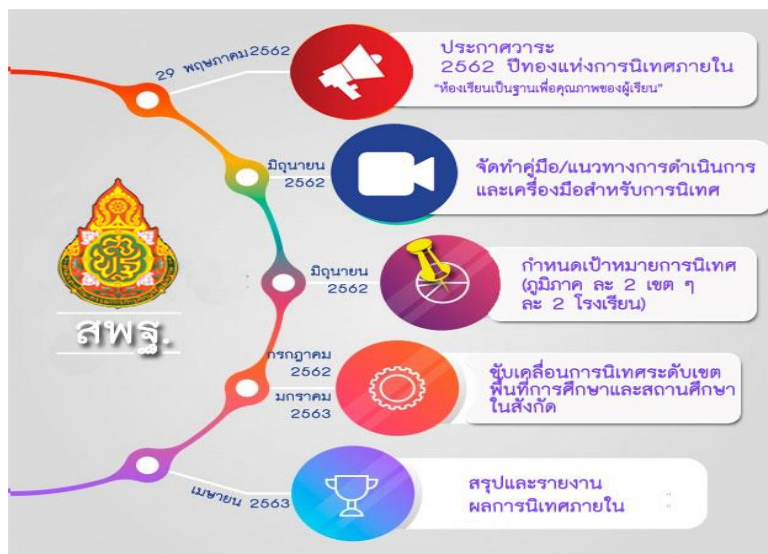 29 พฤษภาคม2562
ประกาศวาระ
2562 ปีทองแห่งการนิเทศภายใน
"ห้องเรียนเป็นฐานเพื่อคุณภาพของผู้เรียน"
มิถุนายน
2562
จัดทำคู่มือ/แนวทางการดำเนินการ
และเครื่องมือสำหรับการนิเทศ
สพฐ.
มิถุนายน
2562
กำหนดเป้าหมายการนิเทศ
(ภูมิภาค ละ 2 เขต ๆ
ละ 2 โรงเรียน)
กรกฎาคม
2562
มกราคม
2563
ขับเคลื่อนการนิเทศระดับเขต
พื้นที่การศึกษาและสถานศึกษา
ในสังกัด
เมษายน 2563
สรุปและรายงาน
ผลการนิเทศภายใน